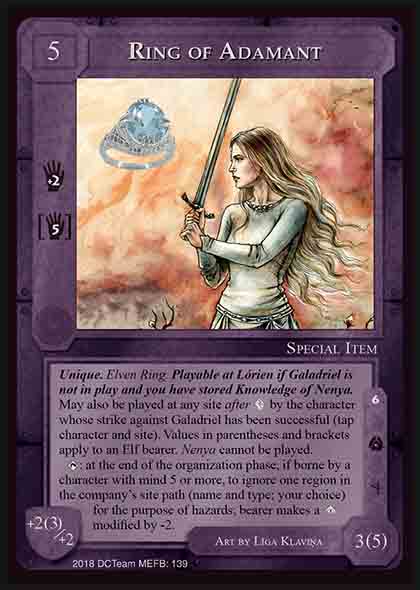 5
RING OF ADAMANT
+2
[5]
SPECIAL ITEM
Unique. Elven Ring. Playable at Lórien if Galadriel is
not in play and you have stored Knowledge of Nenya.
May also be played at any site after by the character
whose strike against Galadriel has been successful (tap
character and site). Values in parentheses and brackets
apply to an Elf bearer. Nenya cannot be played.
: at the end of the organization phase, if borne by a
character with mind 5 or more, to ignore one region in
the company's site path (name and type; your choice)
for the purpose of hazards; bearer makes a
modified by -2.
6
+2(3)
/+2
ART BY LĪGA KĻAVIŅA
3(5)
2018 DCTeam MEFB: 139